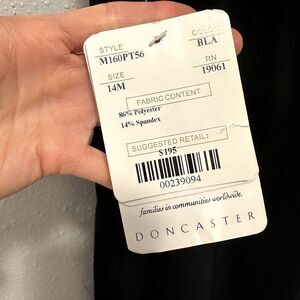 STYLE
M160PT56
COLOR
BLA
SIZE
14M
RN
19061
FABRIC CONTENT
86% Polyester
14% Spandex
SUGGESTED RETAIL:
$195
00239094
families in communities worldwide.
DONCASTER